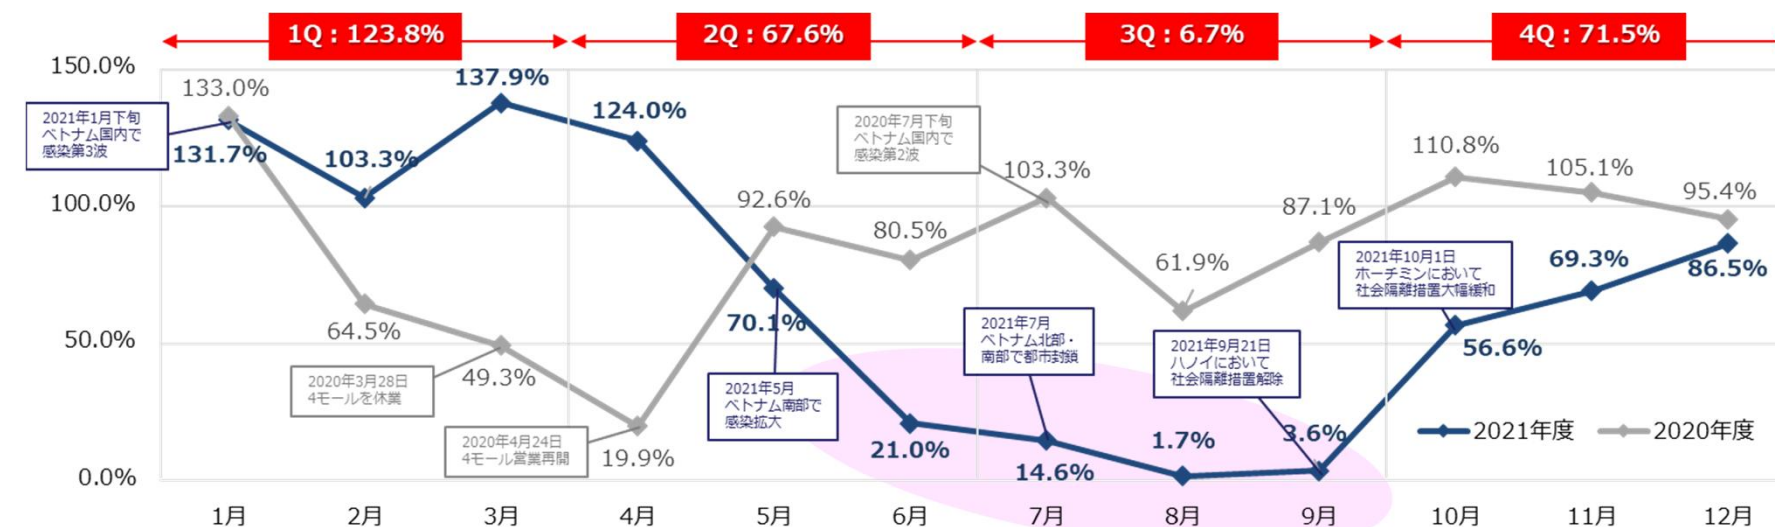 1Q：123.8%
2Q：67.6%
3Q：6.7%
4Q：71.5%
150.0%
100.0%
50.0%
0.0%
133.0%
131.7%
2021年1月下旬
ベトナム国内で
感染第3波
103.3%
64.5%
137.9%
49.3%
2020年3月28日
4モールを休業
124.0%
19.9%
2020年4月24日
4モール営業再開
92.6%
70.1%
2021年5月
ベトナム南部で
感染拡大
80.5%
21.0%
2020年7月下旬
ベトナム国内で
感染第2波
103.3%
2021年7月
ベトナム北部・
南部で都市封鎖
14.6%
61.9%
1.7%
87.1%
2021年9月21日
ハノイにおいて
社会隔離措置解除
3.6%
110.8%
2021年10月1日
ホーチミンにおいて
社会隔離措置大幅緩和
56.6%
105.1%
69.3%
95.4%
86.5%
2021年度
2020年度
1月
2月
3月
4月
5月
6月
7月
8月
9月
10月
11月
12月